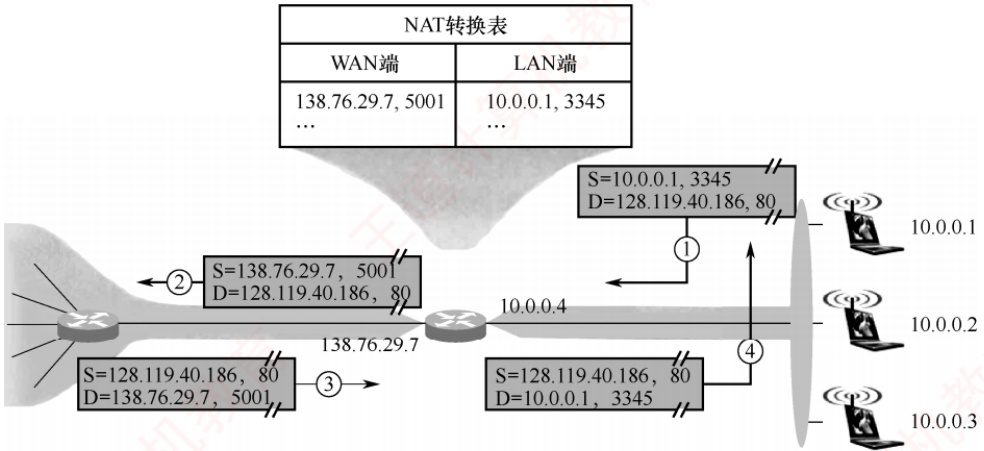 NAT转换表
WAN端 LAN端
138.76.29.7, 5001 10.0.0.1, 3345
… …
S=10.0.0.1, 3345
D=128.119.40.186, 80
①
10.0.0.1
②
S=138.76.29.7, 5001
D=128.119.40.186, 80
10.0.0.4
10.0.0.2
138.76.29.7
S=128.119.40.186, 80
D=138.76.29.7, 5001
③
S=128.119.40.186, 80
D=10.0.0.1, 3345
④
10.0.0.3